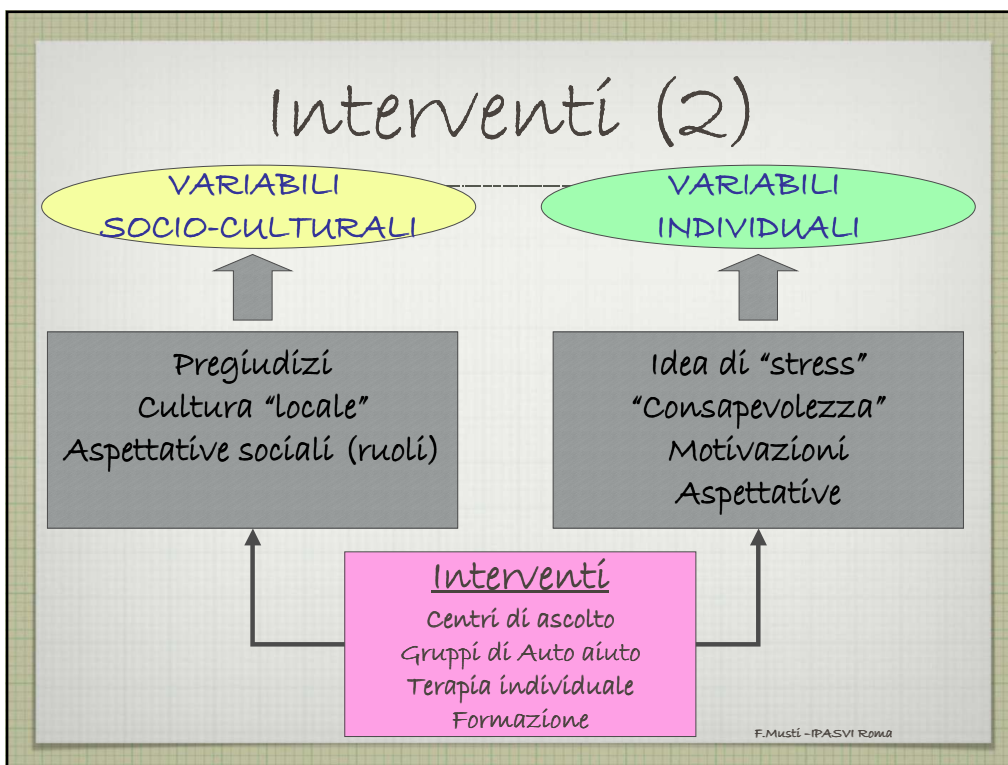 Interventi (2)
VARIABILI
SOCIO-CULTURALI
VARIABILI
INDIVIDUALI
Pregiudizi
Cultura “locale”
Aspettative sociali (ruoli)
Idea di “stress”
“Consapevolezza”
Motivazioni
Aspettative
Interventi
Centri di ascolto
Gruppi di Auto aiuto
Terapia individuale
Formazione
F.Musti -IPASVI Roma